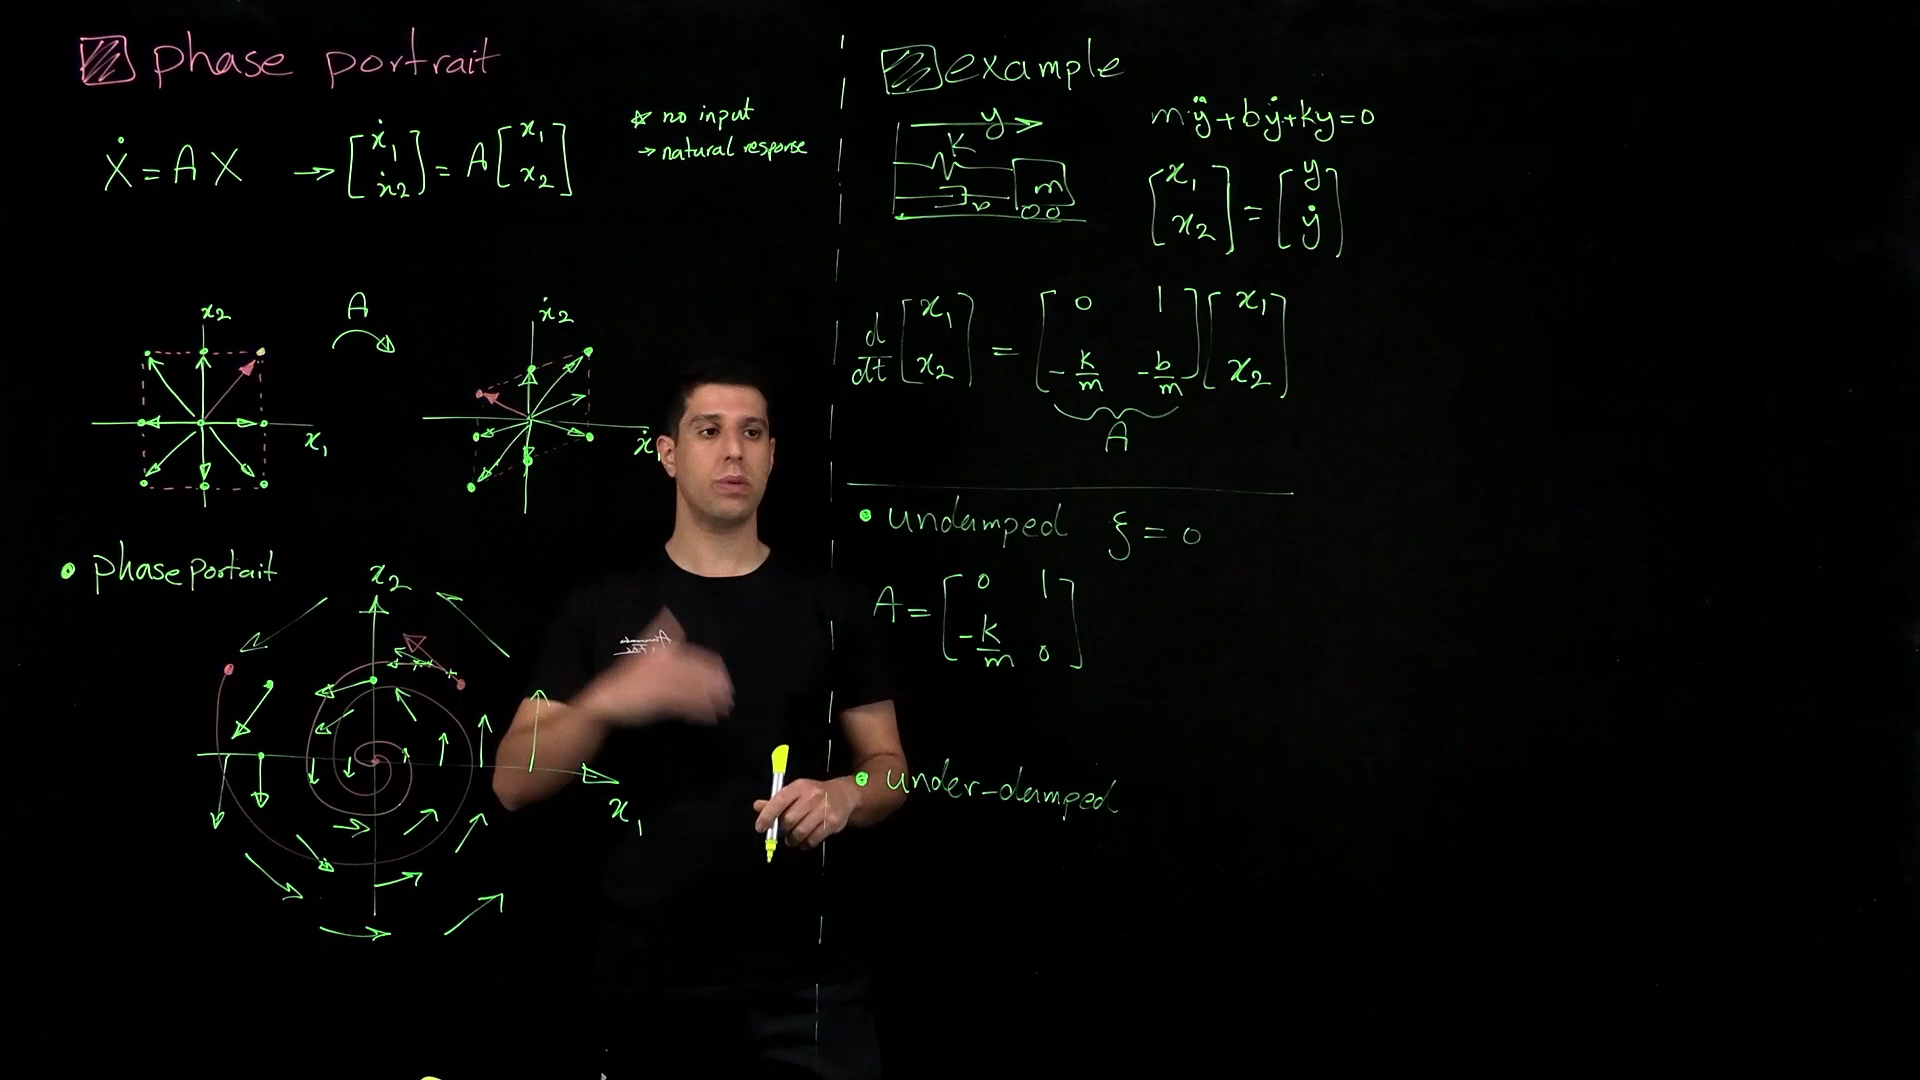 phase portrait
Ẋ = A X → [ẋ₁ ẋ₂] = A [x₁ x₂]
* no input
→ natural response
x₂
A
x₁
ẋ₂
ẋ₁
• phase portait
x₂
x₁
example
y
K
m
b
mÿ+bẏ+ky=0
[x₁ x₂] = [y ẏ]
d/dt [x₁ x₂] = [0 1 -k/m -b/m] [x₁ x₂]
A
• undamped ξ = 0
A = [0 1 -k/m 0]
• under-damped